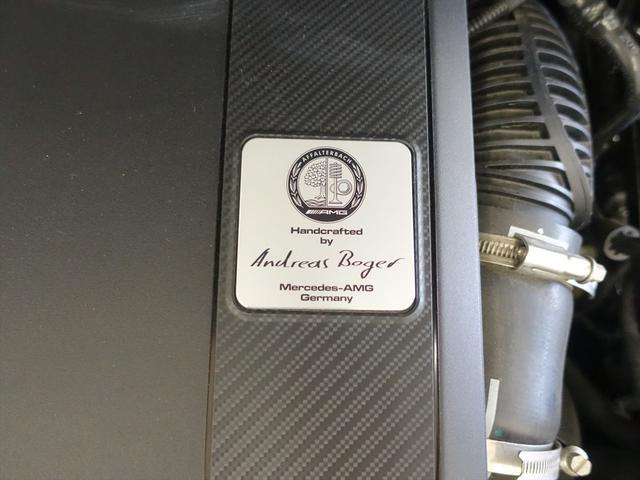 AFFALTERBACH
AMG
Handcrafted
by
Andreas Boger
Mercedes-AMG
Germany